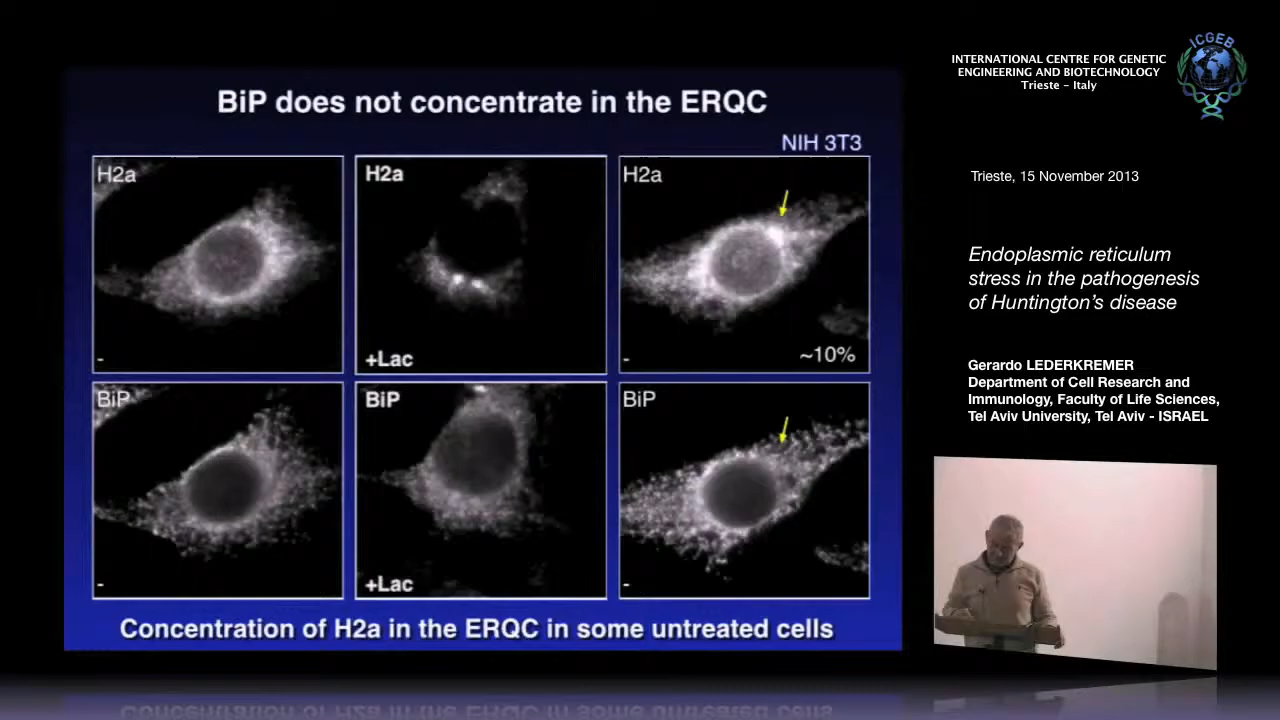 BiP does not concentrate in the ERQC
NIH 3T3
H2a
H2a
H2a
-
+Lac
-
~10%
BiP
BiP
BiP
-
+Lac
-
Concentration of H2a in the ERQC in some untreated cells
INTERNATIONAL CENTRE FOR GENETIC
ENGINEERING AND BIOTECHNOLOGY
Trieste - Italy
ICGEB
Trieste, 15 November 2013
Endoplasmic reticulum
stress in the pathogenesis
of Huntington's disease
Gerardo LEDERKREMER
Department of Cell Research and
Immunology, Faculty of Life Sciences,
Tel Aviv University, Tel Aviv - ISRAEL